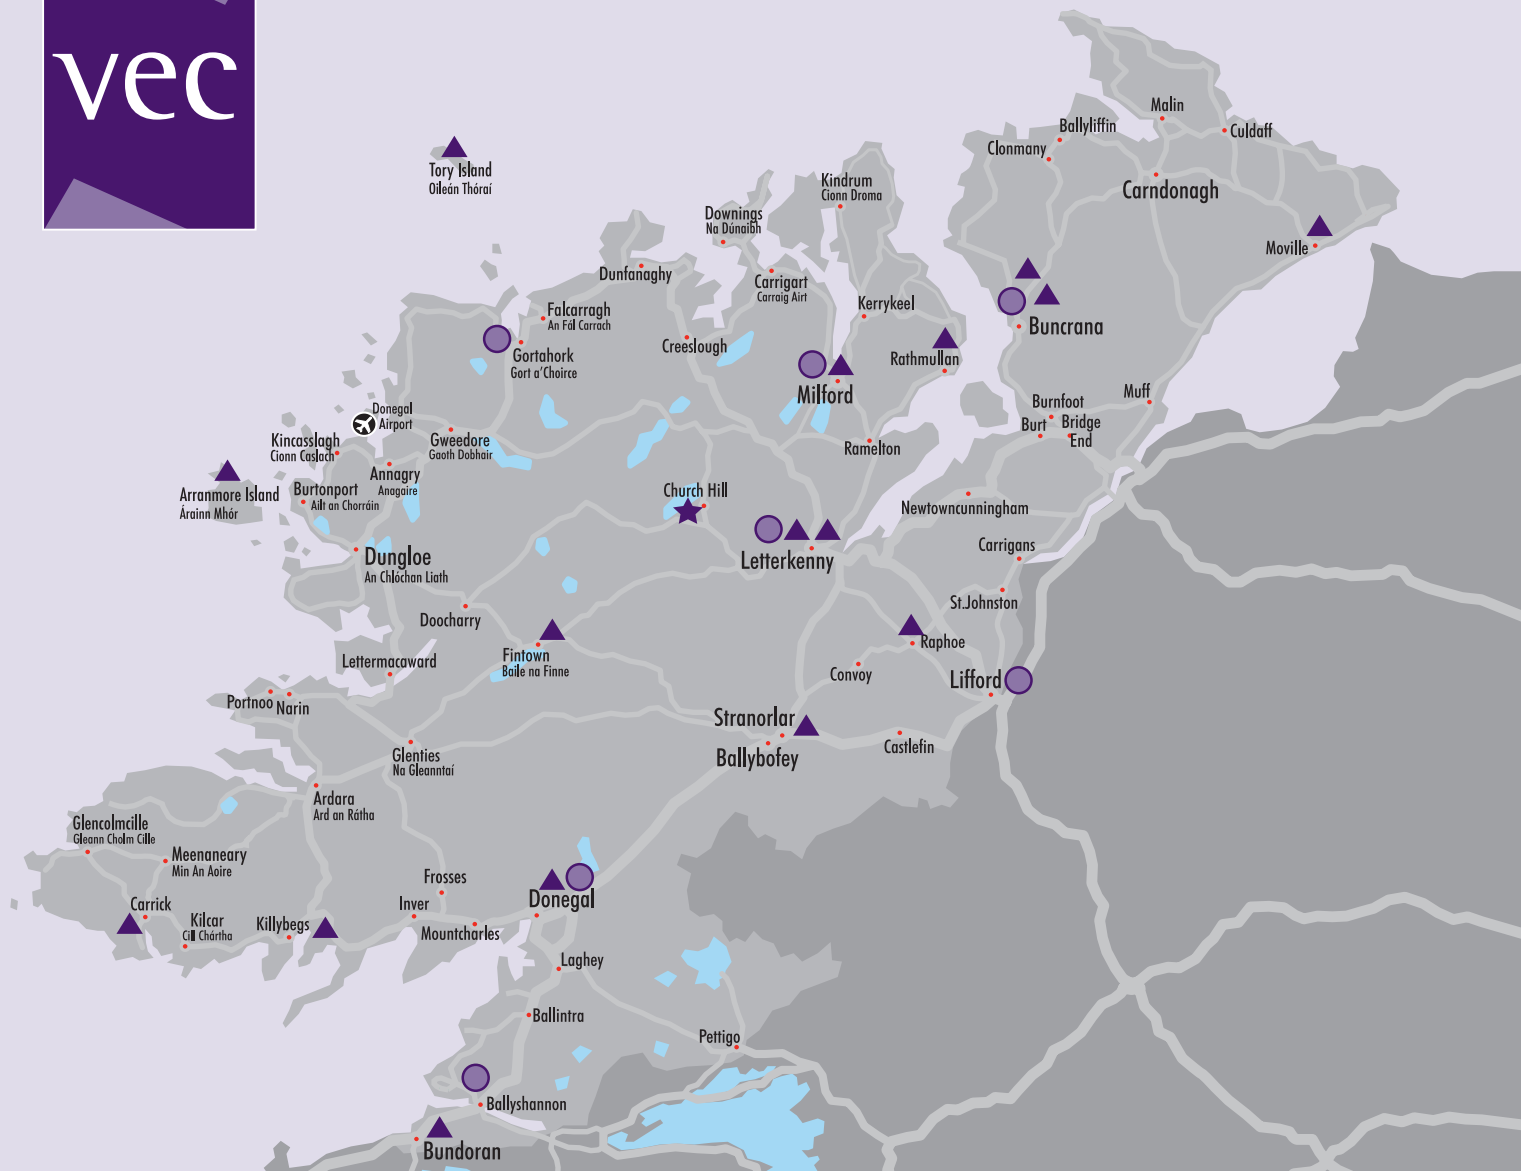 vec
Malin
Ballyliffin
Culdaff
Clonmany
Carndonagh
Tory Island
Oileán Thóraí
Kindrum
Cionn Droma
Downings
Na Dúnaibh
Moville
Dunfanaghy
Carrigart
Carraig Airt
Falcarragh
An Fál Carrach
Kerrykeel
Buncrana
Creeslough
Gortahork
Gort a'Choirce
Rathmullan
Milford
Muff
Burnfoot
Burt
Bridge
End
Donegal
Airport
Kincasslagh
Cionn Caslach
Gweedore
Gaoth Dobhair
Ramelton
Annagry
Anagaire
Arranmore Island
Árainn Mhór
Burtonport
Ailt an Chorráin
Church Hill
Newtowncunningham
Carrigans
Letterkenny
Dungloe
An Chlóchan Liath
St.Johnston
Doocharry
Raphoe
Fintown
Baile na Finne
Lettermacaward
Convoy
Lifford
Portnoo
Narin
Stranorlar
Ballybofey
Castlefin
Glenties
Na Gleanntaí
Ardara
Ard an Rátha
Glencolmcille
Gleann Cholm Cille
Meenaneary
Min An Aoire
Frosses
Inver
Donegal
Carrick
Kilcar
Cill Chártha
Killybegs
Mountcharles
Laghey
Ballintra
Pettigo
Ballyshannon
Bundoran